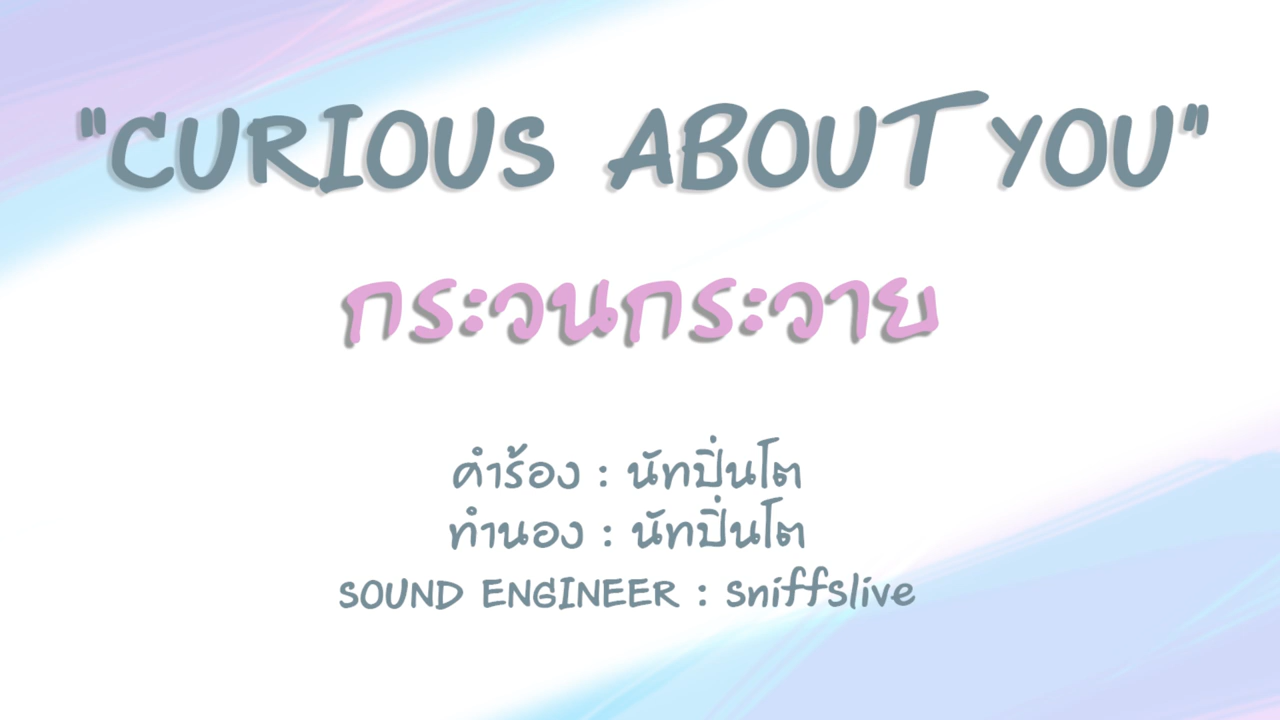 "CURIOUS ABOUT YOU"
กระวนกระวาย
คำร้อง : นัทปิ่นโต
ทำนอง : นัทปิ่นโต
SOUND ENGINEER : Sniffslive